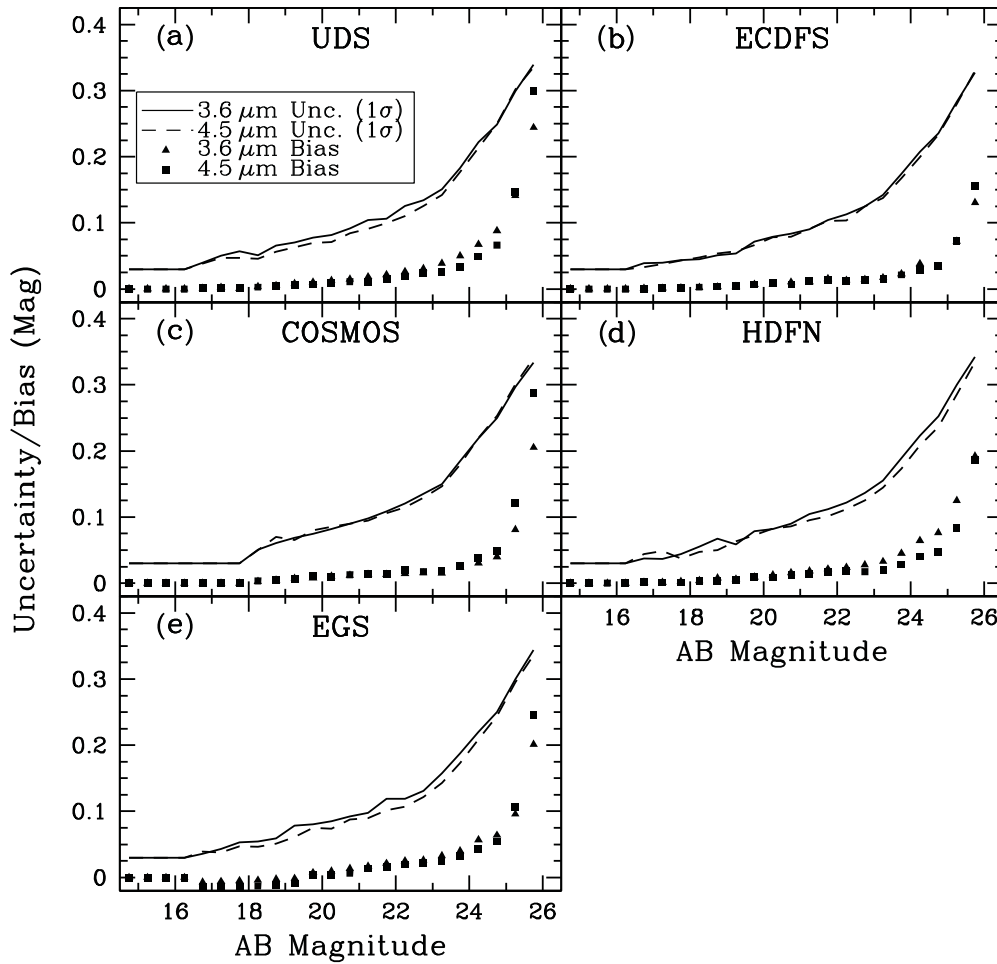 (a) UDS
(b) ECDFS
3.6 μm Unc. (1σ)
4.5 μm Unc. (1σ)
3.6 μm Bias
4.5 μm Bias
0.4
0.3
0.2
0.1
0
(c) COSMOS
(d) HDFN
0.4
0.3
0.2
0.1
0
Uncertainty/Bias (Mag)
16 18 20 22 24 26
AB Magnitude
(e) EGS
0.4
0.3
0.2
0.1
0
16 18 20 22 24 26
AB Magnitude